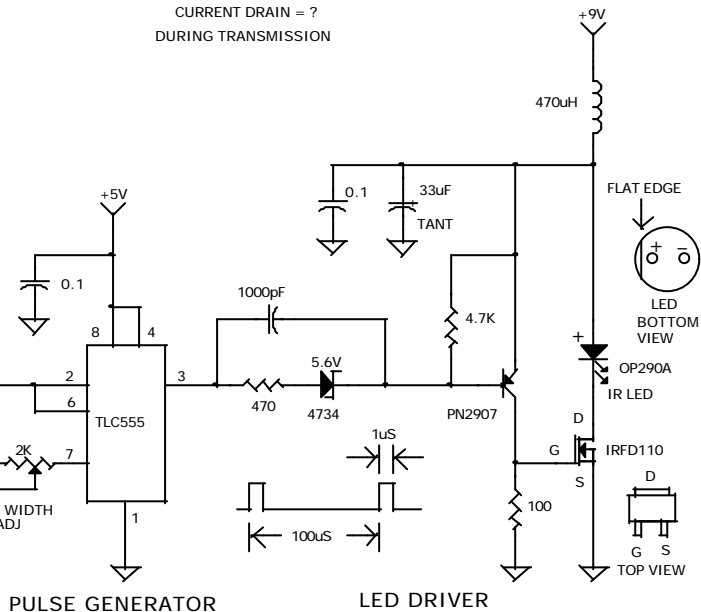 CURRENT DRAIN = ?
DURING TRANSMISSION
+9V
470uH
0.1
33uF
TANT
FLAT EDGE
+5V
+ -
0.1
1000pF
4.7K
LED
BOTTOM
VIEW
8
4
5.6V
+
OP290A
IR LED
2
3
6
TLC555
470
4734
PN2907
1uS
D
2K
7
G
IRFD110
S
WIDTH
ADJ
1
100uS
100
D
G S
TOP VIEW
PULSE GENERATOR
LED DRIVER